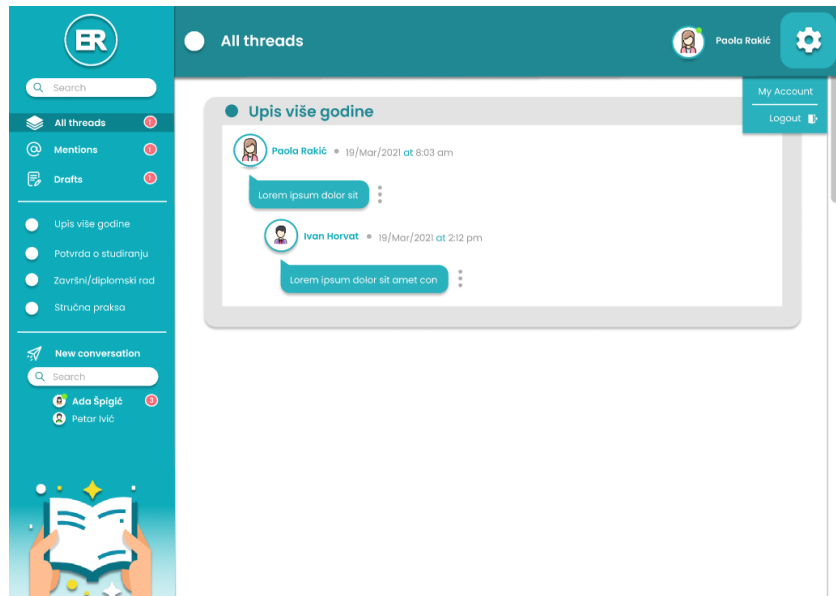 ER
Search
All threads !
Mentions !
Drafts !
Upis više godine
Potvrda o studiranju
Završni/diplomski rad
Stručna praksa
New conversation
Search
Ada Špigić 3
Petar Ivić
All threads
Paola Rakić
My Account
Logout
Upis više godine
Paola Rakić • 19/Mar/2021 at 8:03 am
Lorem ipsum dolor sit
Ivan Horvat • 19/Mar/2021 at 2:12 pm
Lorem ipsum dolor sit amet con